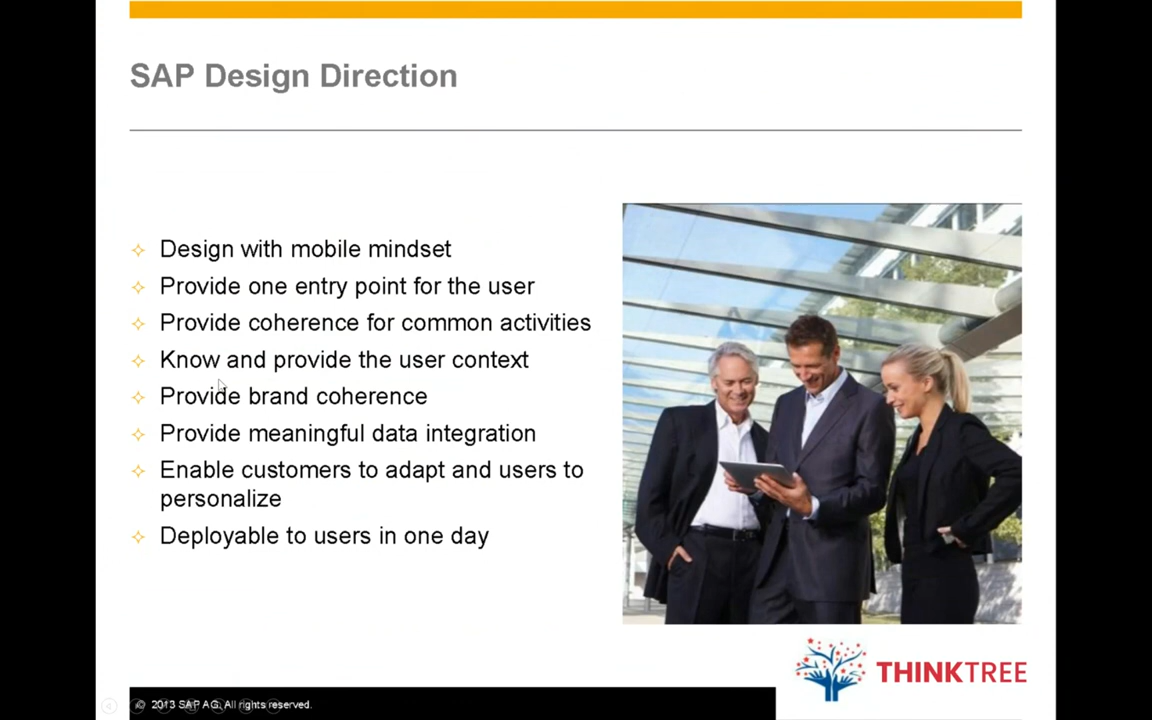 SAP Design Direction
Design with mobile mindset
Provide one entry point for the user
Provide coherence for common activities
Know and provide the user context
Provide brand coherence
Provide meaningful data integration
Enable customers to adapt and users to
personalize
Deployable to users in one day
THINKTREE
© 2013 SAP AG. All rights reserved.